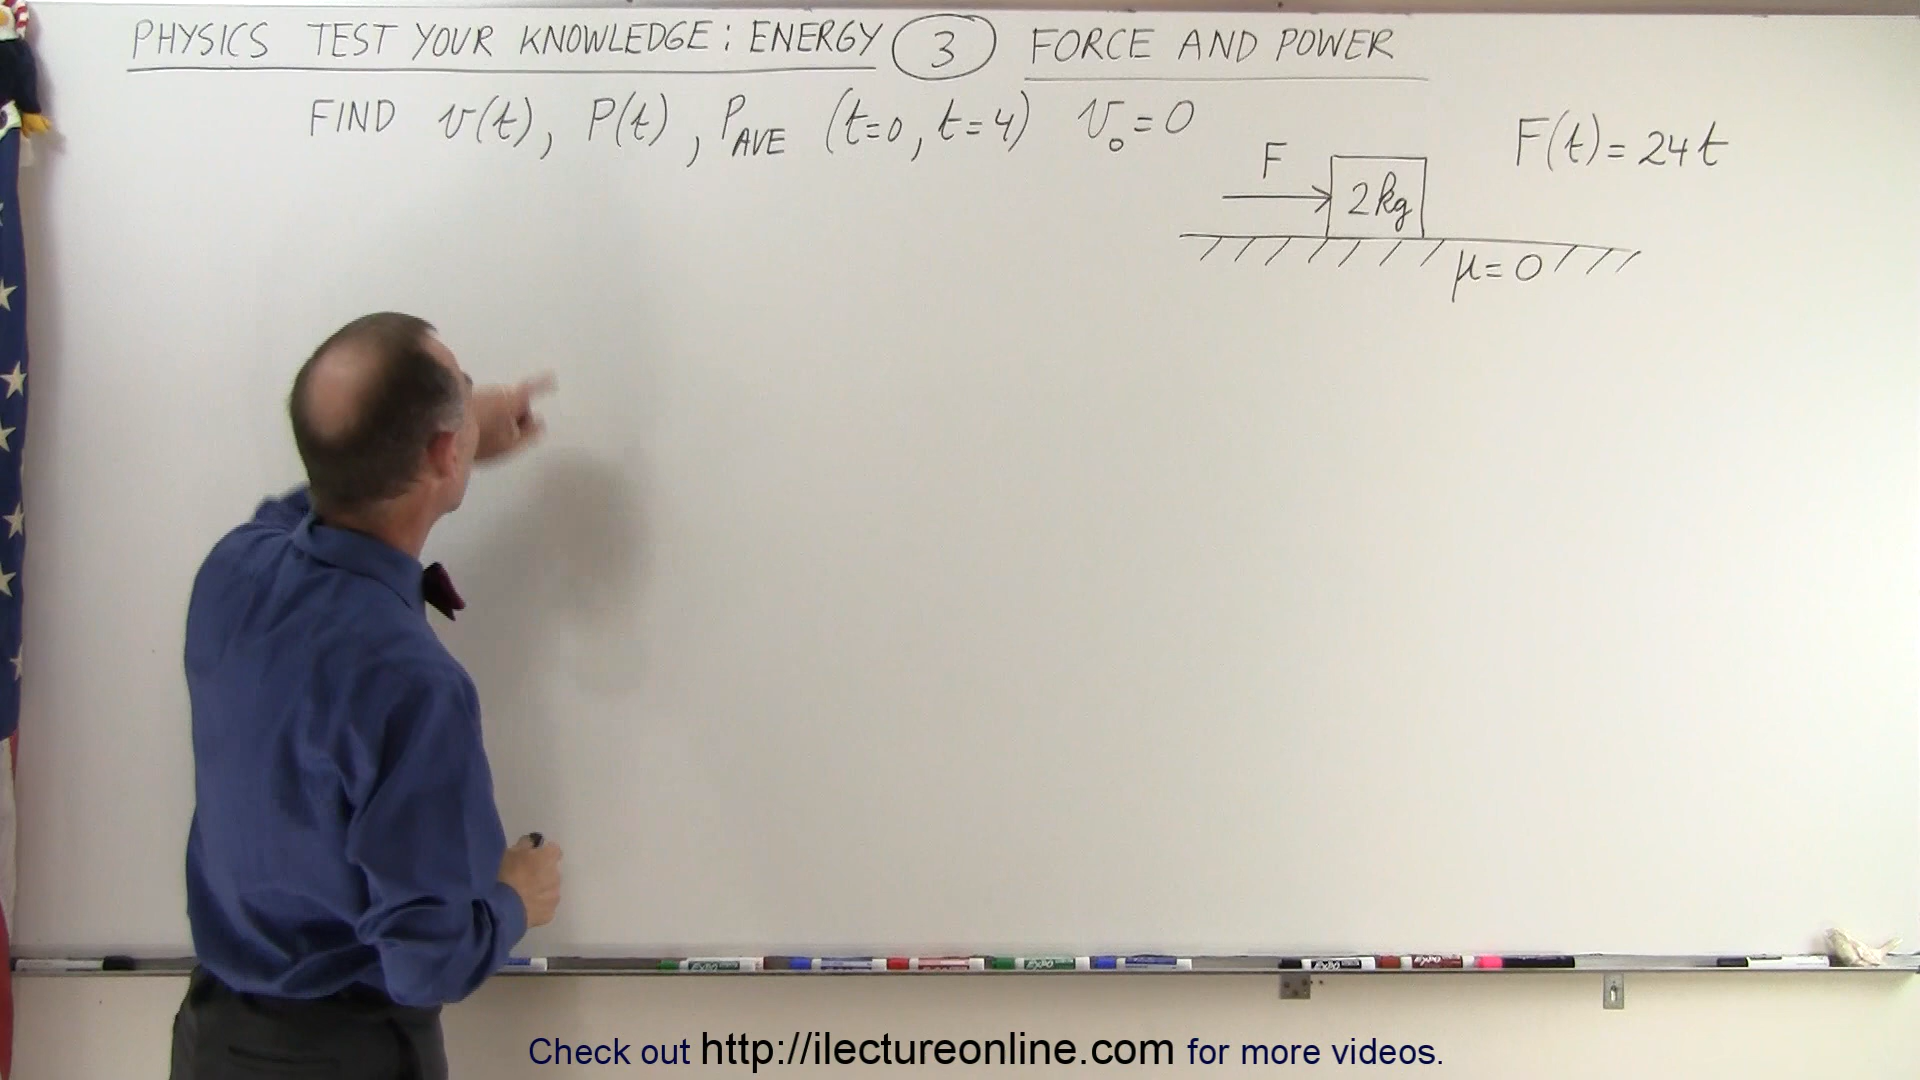 PHYSICS TEST YOUR KNOWLEDGE: ENERGY 3 FORCE AND POWER
FIND v(t), P(t), PAVE (t=0, t=4) v₀=0
F(t)=24t
F
2kg
μ=0
Check out http://ilectureonline.com for more videos.